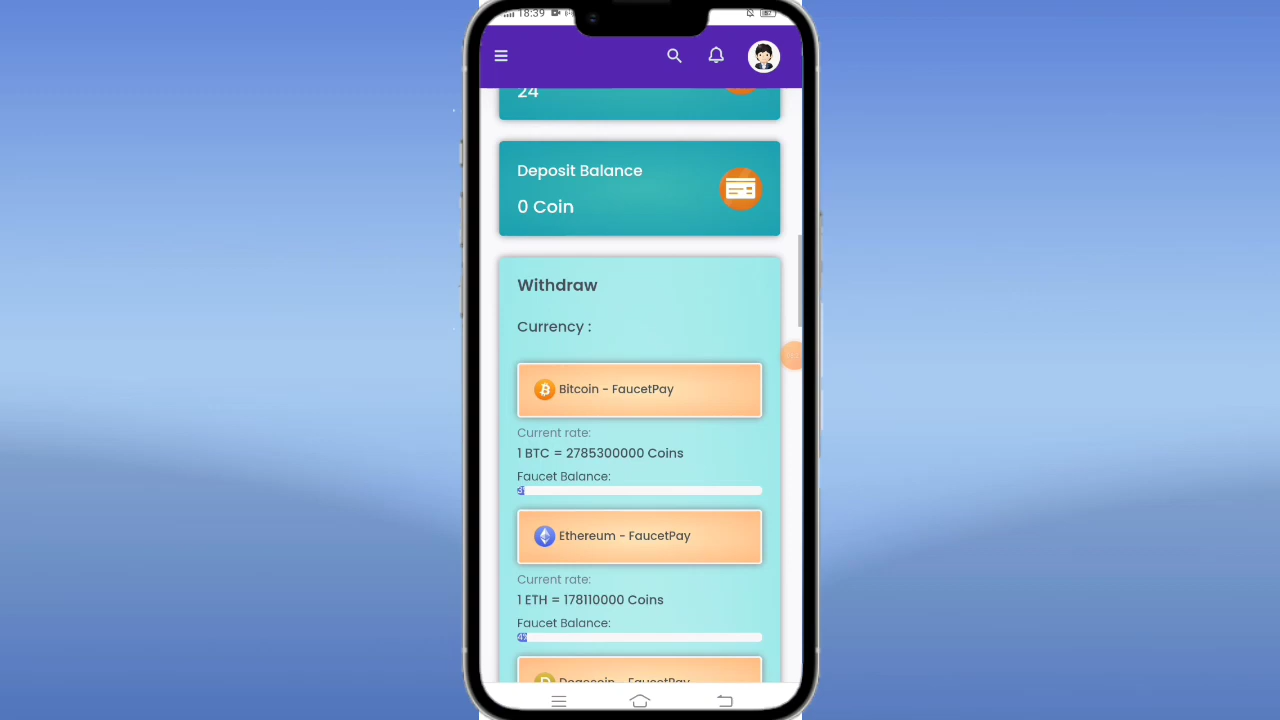 18:39
24
Deposit Balance
0 Coin
Withdraw
Currency :
Bitcoin - FaucetPay
Current rate:
1 BTC = 2785300000 Coins
Faucet Balance:
Ethereum - FaucetPay
Current rate:
1 ETH = 178110000 Coins
Faucet Balance:
Dogecoin - FaucetPay